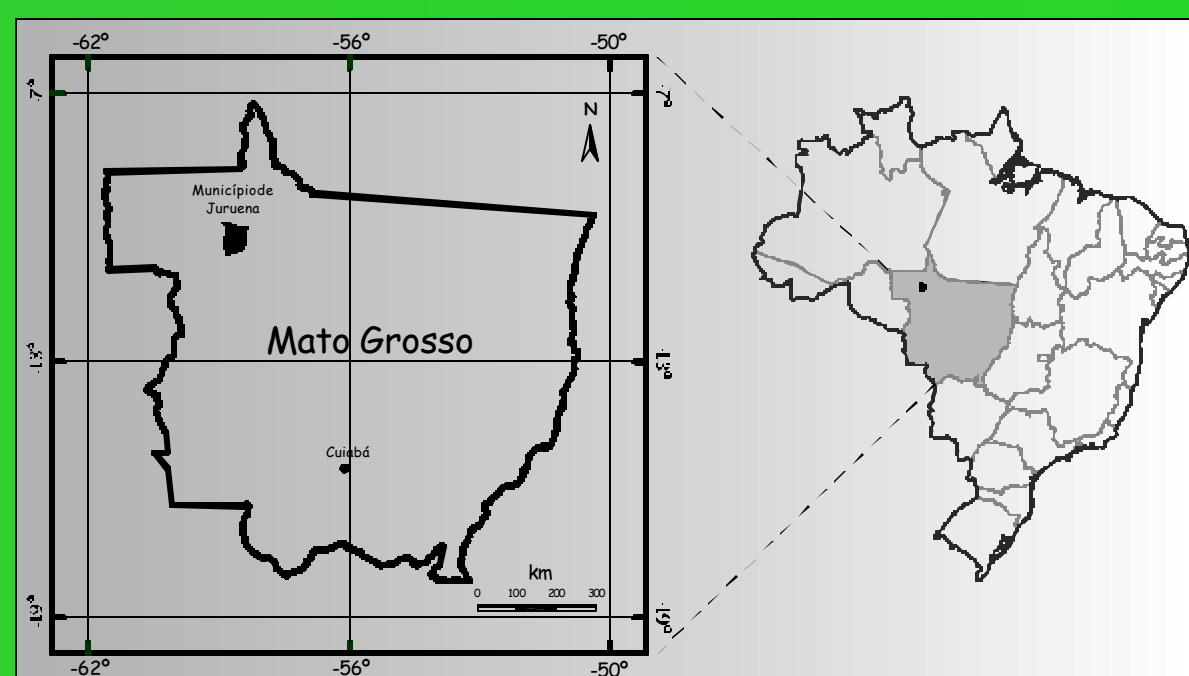 -62° -56° -50°
-7° -7°
N
Municípiode
Juruena
Mato Grosso
-13° -13°
Cuiabá
km
0 100 200 300
-19° -19°
-62° -56° -50°